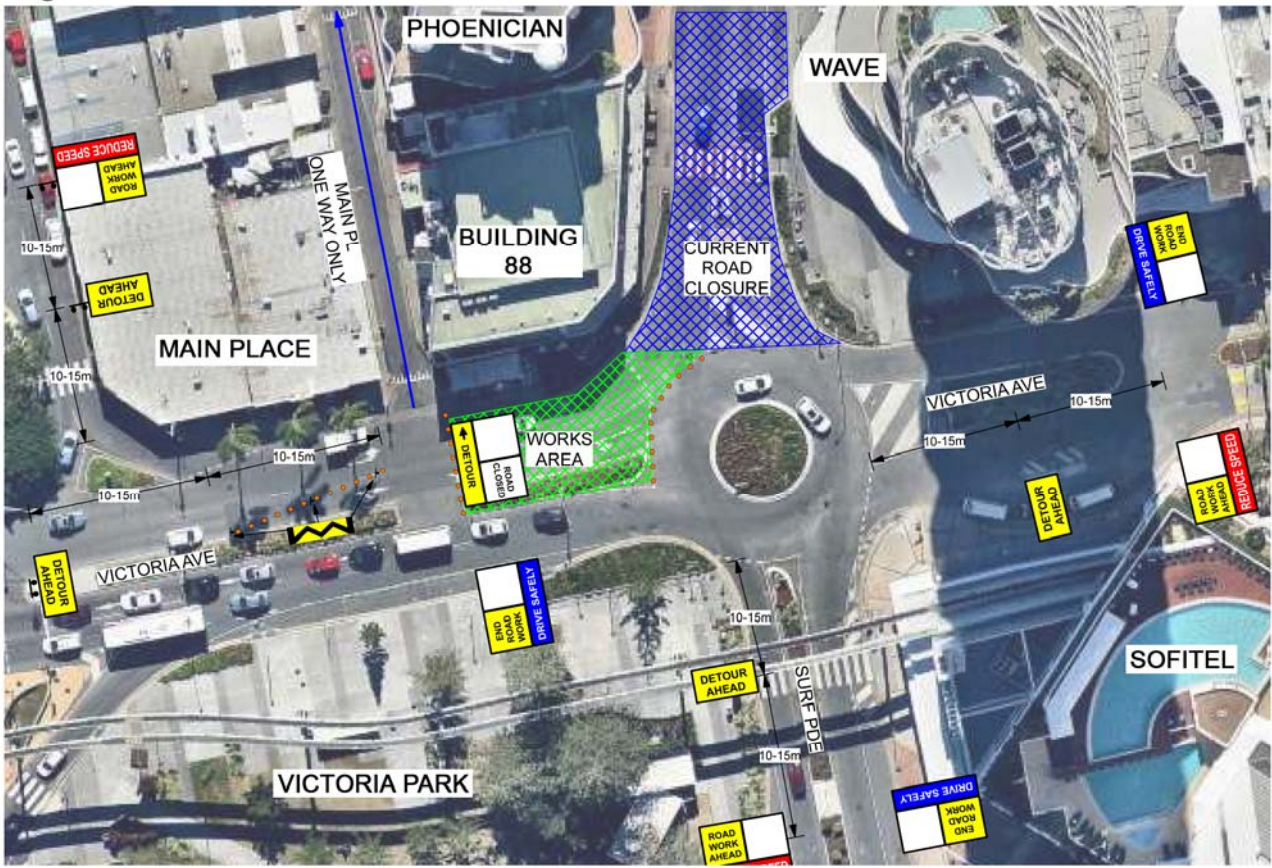 PHOENICIAN
WAVE
REDUCE SPEED
ROAD
WORK
AHEAD
MAIN PL
ONE WAY ONLY
10-15m
BUILDING
88
CURRENT
ROAD
CLOSURE
END
ROAD
WORK
DRIVE SAFELY
DETOUR
AHEAD
MAIN PLACE
10-15m
VICTORIA AVE
10-15m
10-15m
10-15m
10-15m
DETOUR
ROAD
CLOSED
WORKS
AREA
ROAD
WORK
AHEAD
REDUCE SPEED
DETOUR
AHEAD
VICTORIA AVE
DETOUR
AHEAD
END
ROAD
WORK
DRIVE SAFELY
10-15m
SOFITEL
DETOUR
AHEAD
SURF PDE
10-15m
VICTORIA PARK
DRIVE SAFELY
END
ROAD
WORK
ROAD
WORK
AHEAD